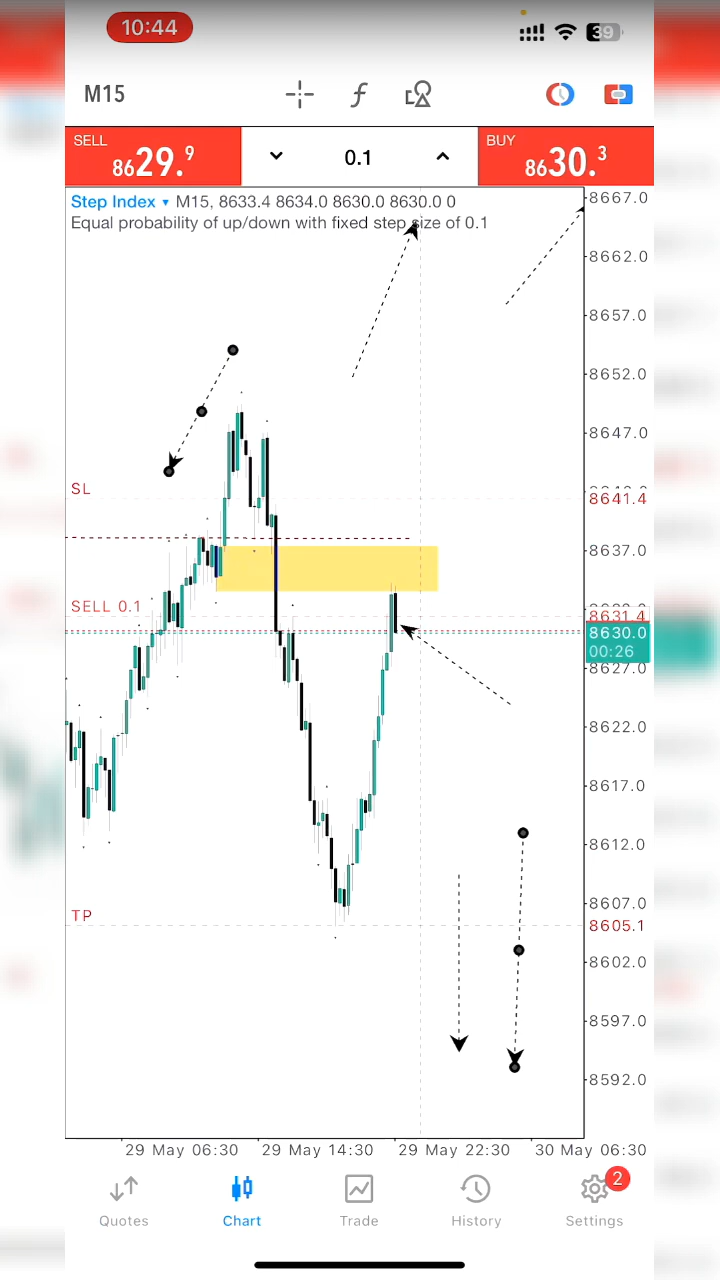 10:44
39
M15
SELL
8629.9
0.1
BUY
8630.3
Step Index ▾ M15, 8633.4 8634.0 8630.0 8630.0 0
Equal probability of up/down with fixed step size of 0.1
8667.0
8662.0
8657.0
8652.0
8647.0
SL
8641.4
8637.0
SELL 0.1
8631.4
8630.0
00:26
8627.0
8622.0
8617.0
8612.0
8607.0
TP
8605.1
8602.0
8597.0
8592.0
29 May 06:30
29 May 14:30
29 May 22:30
30 May 06:30
2
Quotes
Chart
Trade
History
Settings